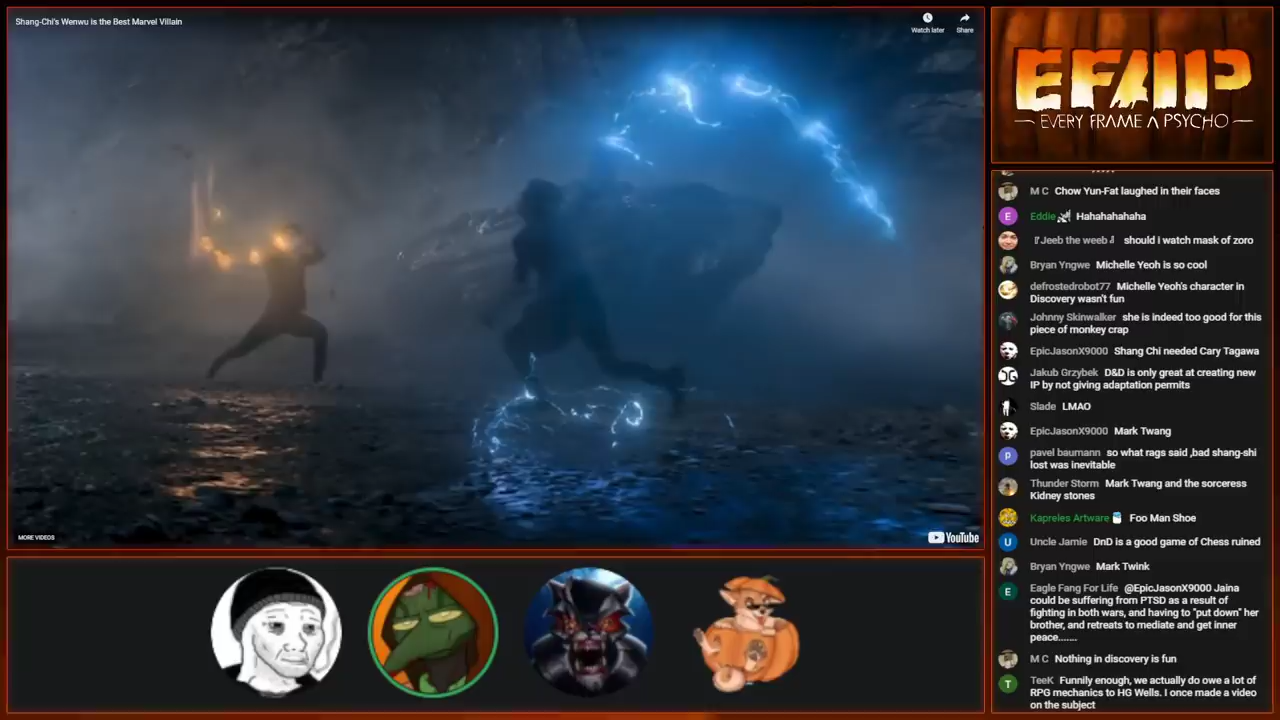 Shang-Chi's Wenwu is the Best Marvel Villain
Watch later
Share
MORE VIDEOS
YouTube
EFAP
EVERY FRAME A PSYCHO
M C Chow Yun-Fat laughed in their faces
Eddie Hahahahahaha
『Jeeb the weeb』 should i watch mask of zoro
Bryan Yngwe Michelle Yeoh is so cool
defrostedrobot77 Michelle Yeoh's character in
Discovery wasn't fun
Johnny Skinwalker she is indeed too good for this
piece of monkey crap
EpicJasonX9000 Shang Chi needed Cary Tagawa
Jakub Grzybek D&D is only great at creating new
IP by not giving adaptation permits
Slade LMAO
EpicJasonX9000 Mark Twang
pavel baumann so what rags said ,bad shang-shi
lost was inevitable
Thunder Storm Mark Twang and the sorceress
Kidney stones
Kapreles Artware Foo Man Shoe
Uncle Jamie DnD is a good game of Chess ruined
Bryan Yngwe Mark Twink
Eagle Fang For Life @EpicJasonX9000 Jaina
could be suffering from PTSD as a result of
fighting in both wars, and having to "put down" her
brother, and retreats to mediate and get inner
peace.......
M C Nothing in discovery is fun
TeeK Funnily enough, we actually do owe a lot of
RPG mechanics to HG Wells. I once made a video
on the subject